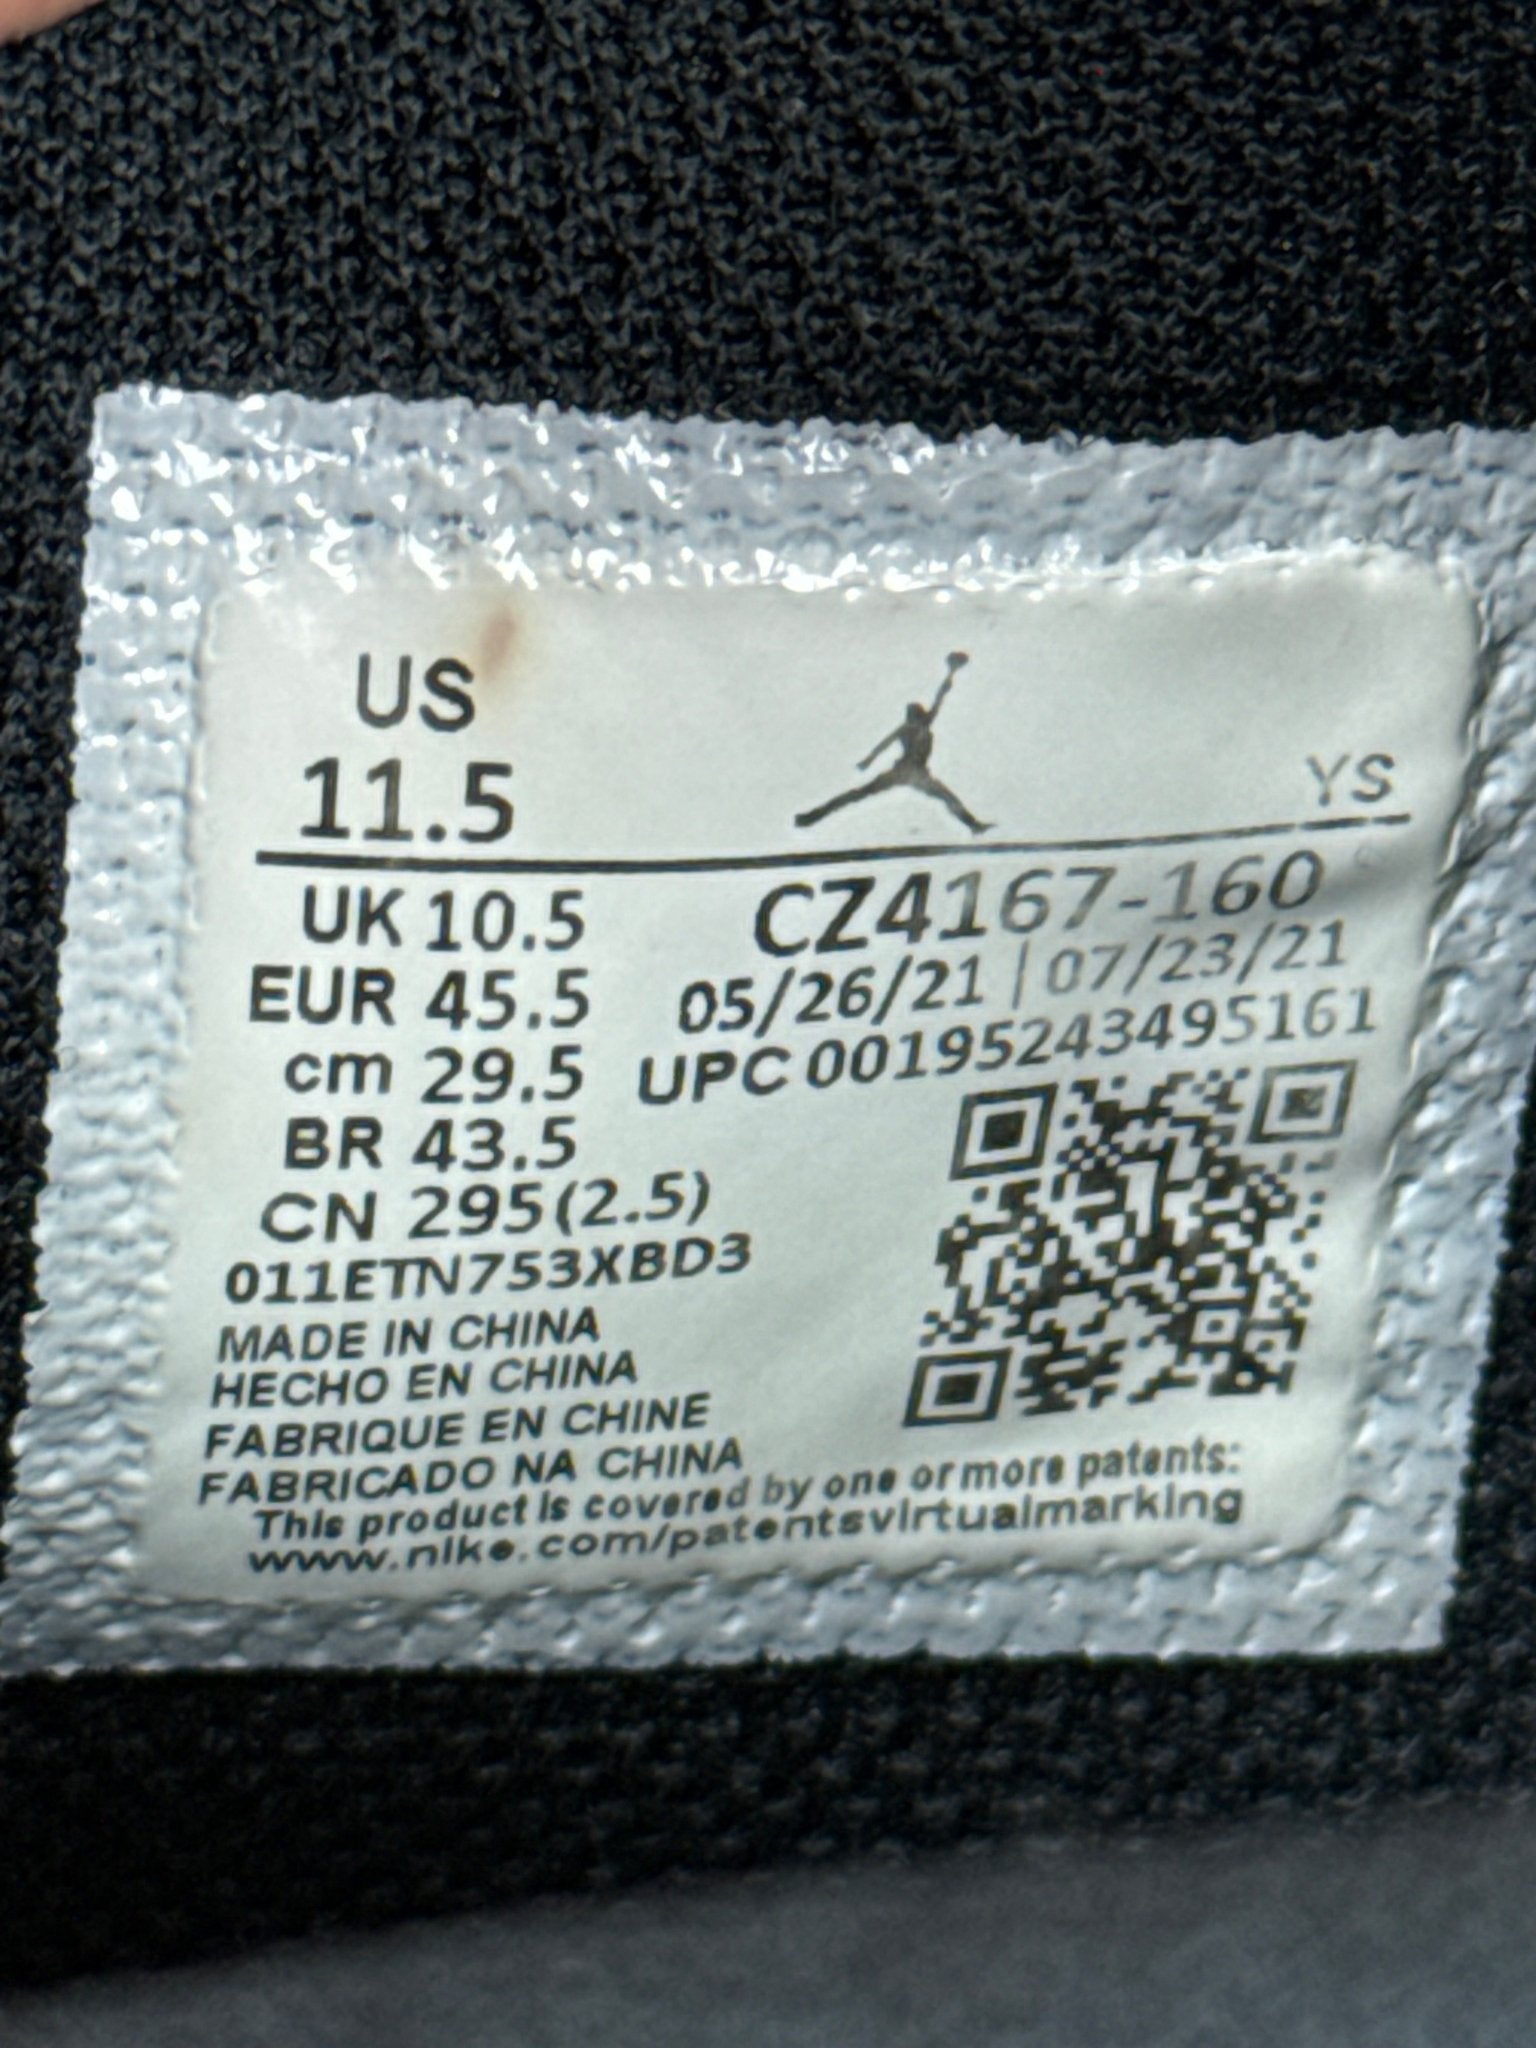 US
11.5
YS
UK 10.5
CZ4167-160
EUR 45.5
05/26/21 | 07/23/21
cm 29.5
UPC 00195243495161
BR 43.5
CN 295(2.5)
011ETN753XBD3
MADE IN CHINA
HECHO EN CHINA
FABRIQUE EN CHINE
FABRICADO NA CHINA
This product is covered by one or more patents:
www.nike.com/patentsvirtualmarking